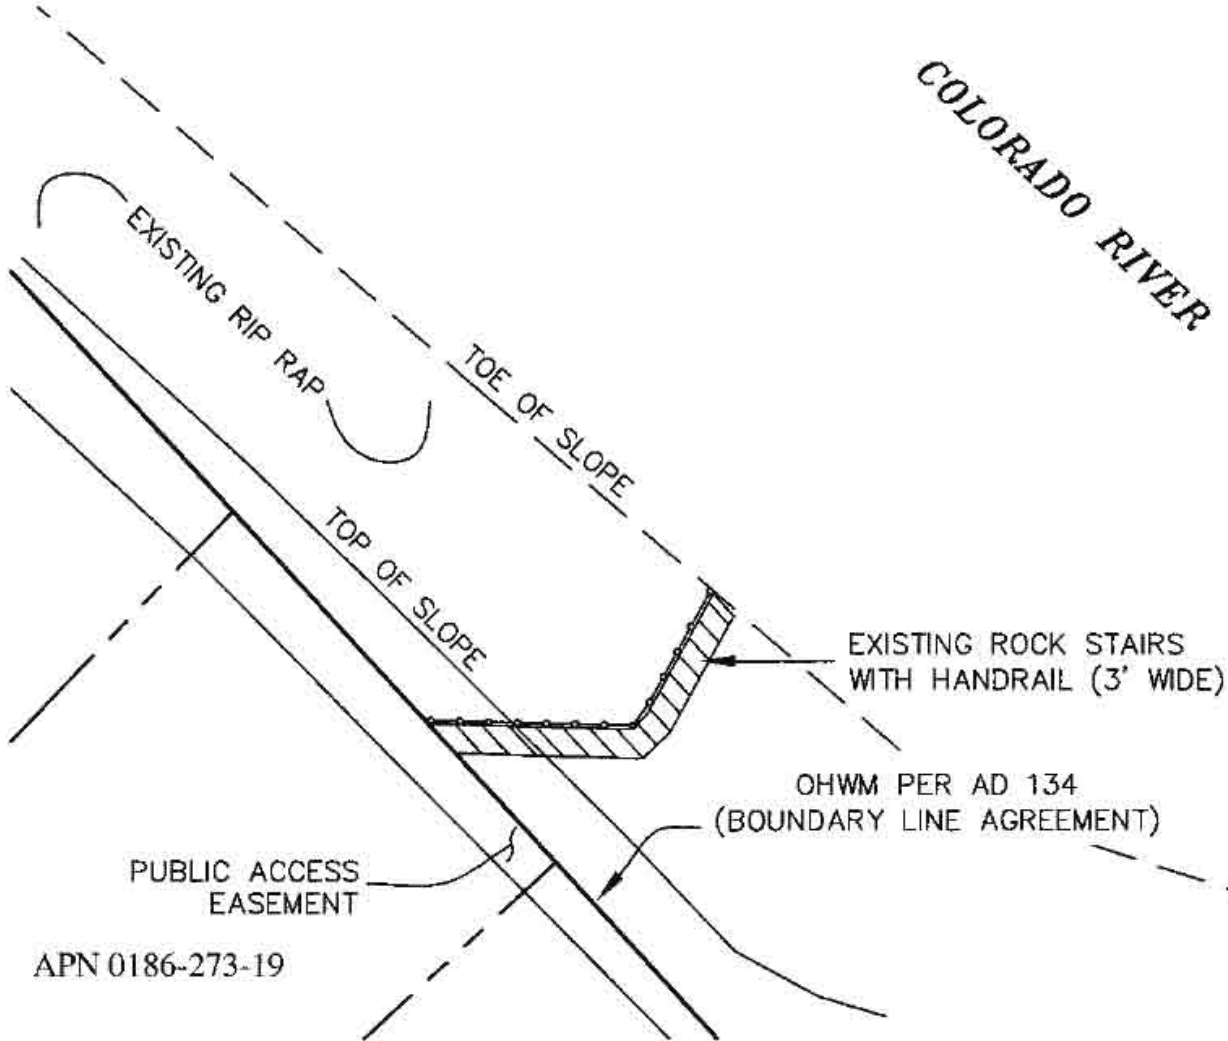 COLORADO RIVER
EXISTING RIP RAP
TOE OF SLOPE
TOP OF SLOPE
EXISTING ROCK STAIRS
WITH HANDRAIL (3' WIDE)
OHWM PER AD 134
(BOUNDARY LINE AGREEMENT)
PUBLIC ACCESS
EASEMENT
APN 0186-273-19